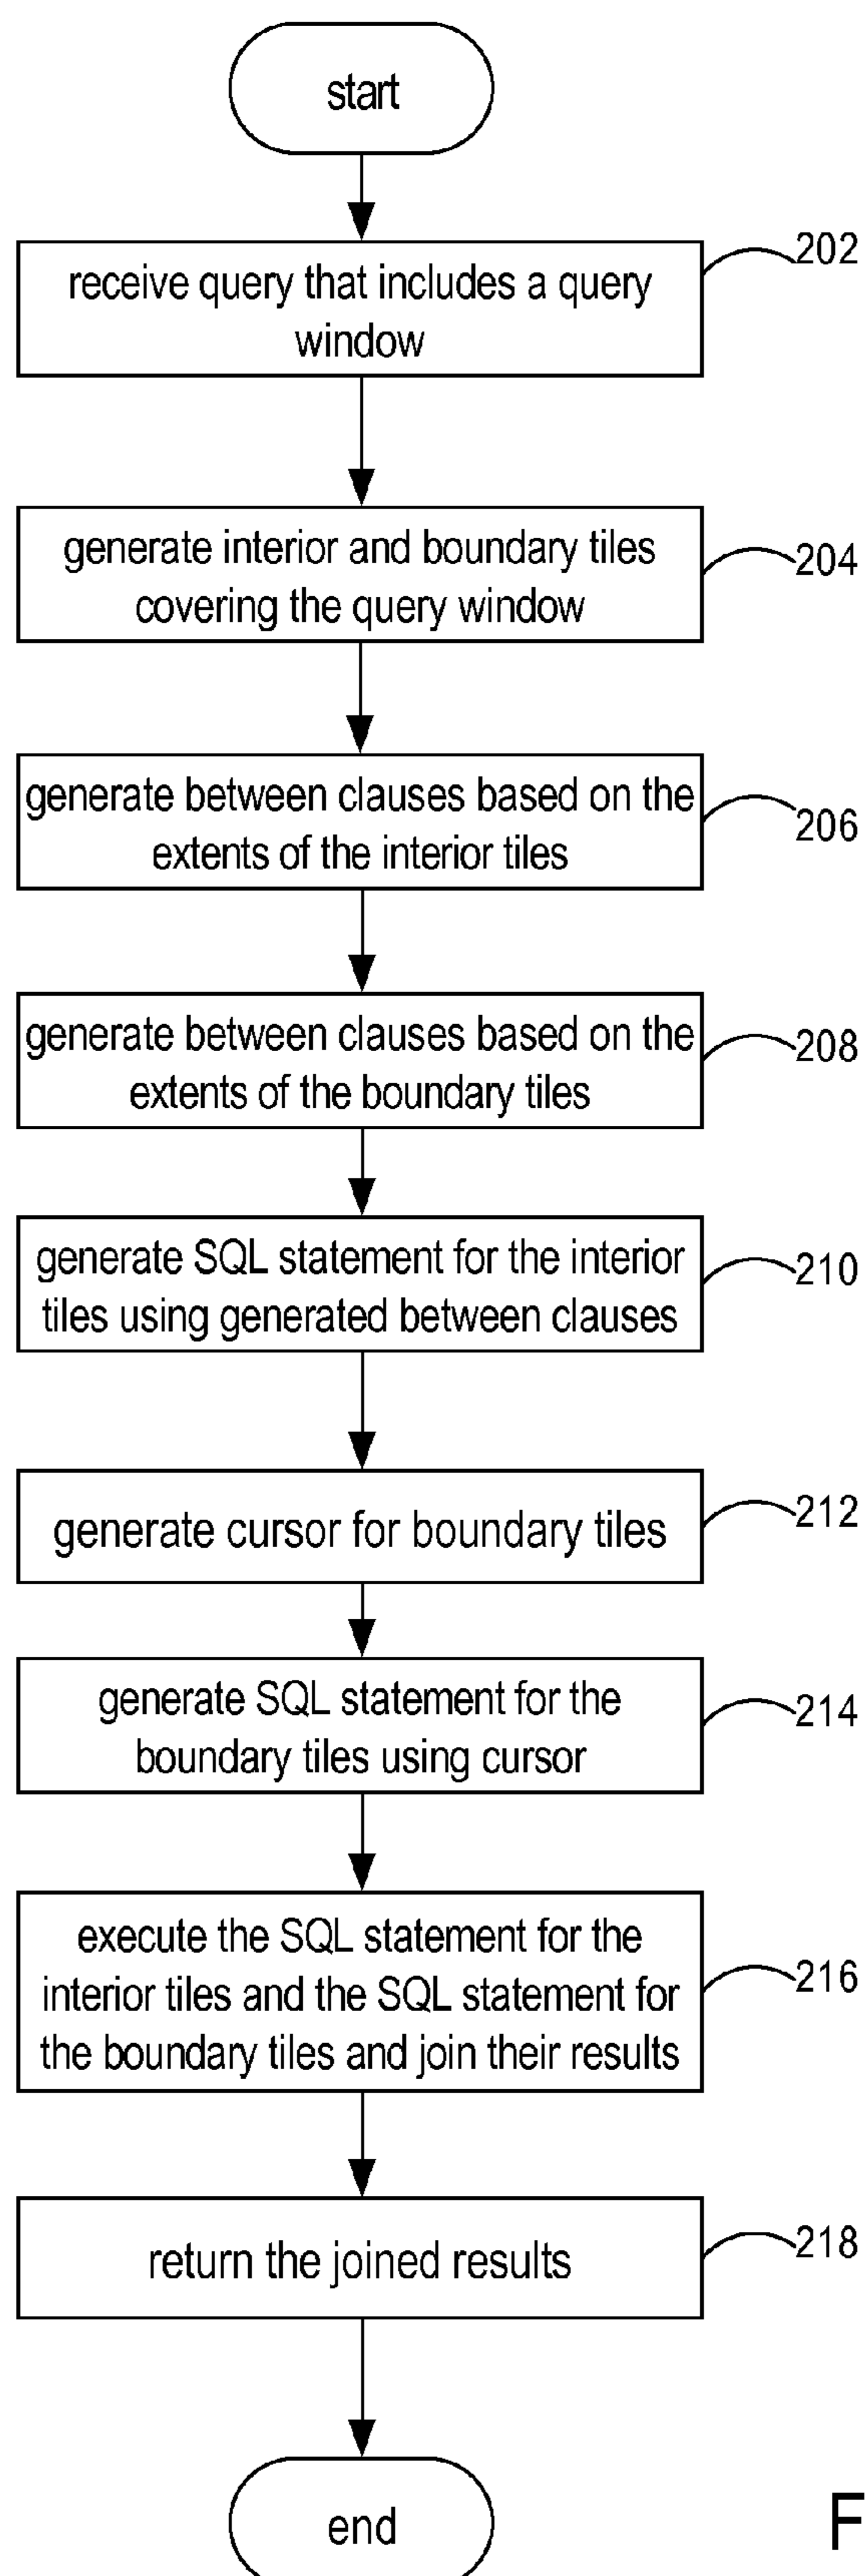 start
receive query that includes a query
window
202
generate interior and boundary tiles
covering the query window
204
generate between clauses based on the
extents of the interior tiles
206
generate between clauses based on the
extents of the boundary tiles
208
generate SQL statement for the interior
tiles using generated between clauses
210
generate cursor for boundary tiles
212
generate SQL statement for the
boundary tiles using cursor
214
execute the SQL statement for the
interior tiles and the SQL statement for
the boundary tiles and join their results
216
return the joined results
218
end
F